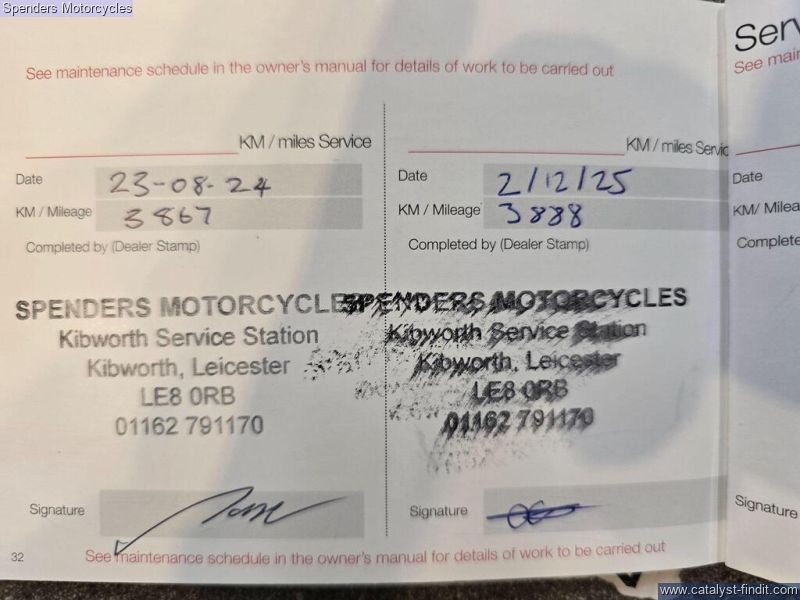 Spenders Motorcycles
See maintenance schedule in the owner's manual for details of work to be carried out
KM / miles Service
Date 23-08-24
KM / Mileage 3867
Completed by (Dealer Stamp)
SPENDERS MOTORCYCLES
Kibworth Service Station
Kibworth, Leicester
LE8 0RB
01162 791170
Signature
32
KM / miles Servic
Date 2/12/25
KM / Mileage 3888
Completed by (Dealer Stamp)
SPENDERS MOTORCYCLES
Kibworth Service Station
Kibworth, Leicester
LE8 0RB
01162 791170
Signature
See maintenance schedule in the owner's manual for details of work to be carried out
Serv
See main
Date
KM/ Milea
Complete
Signature
www.catalyst-findit.com